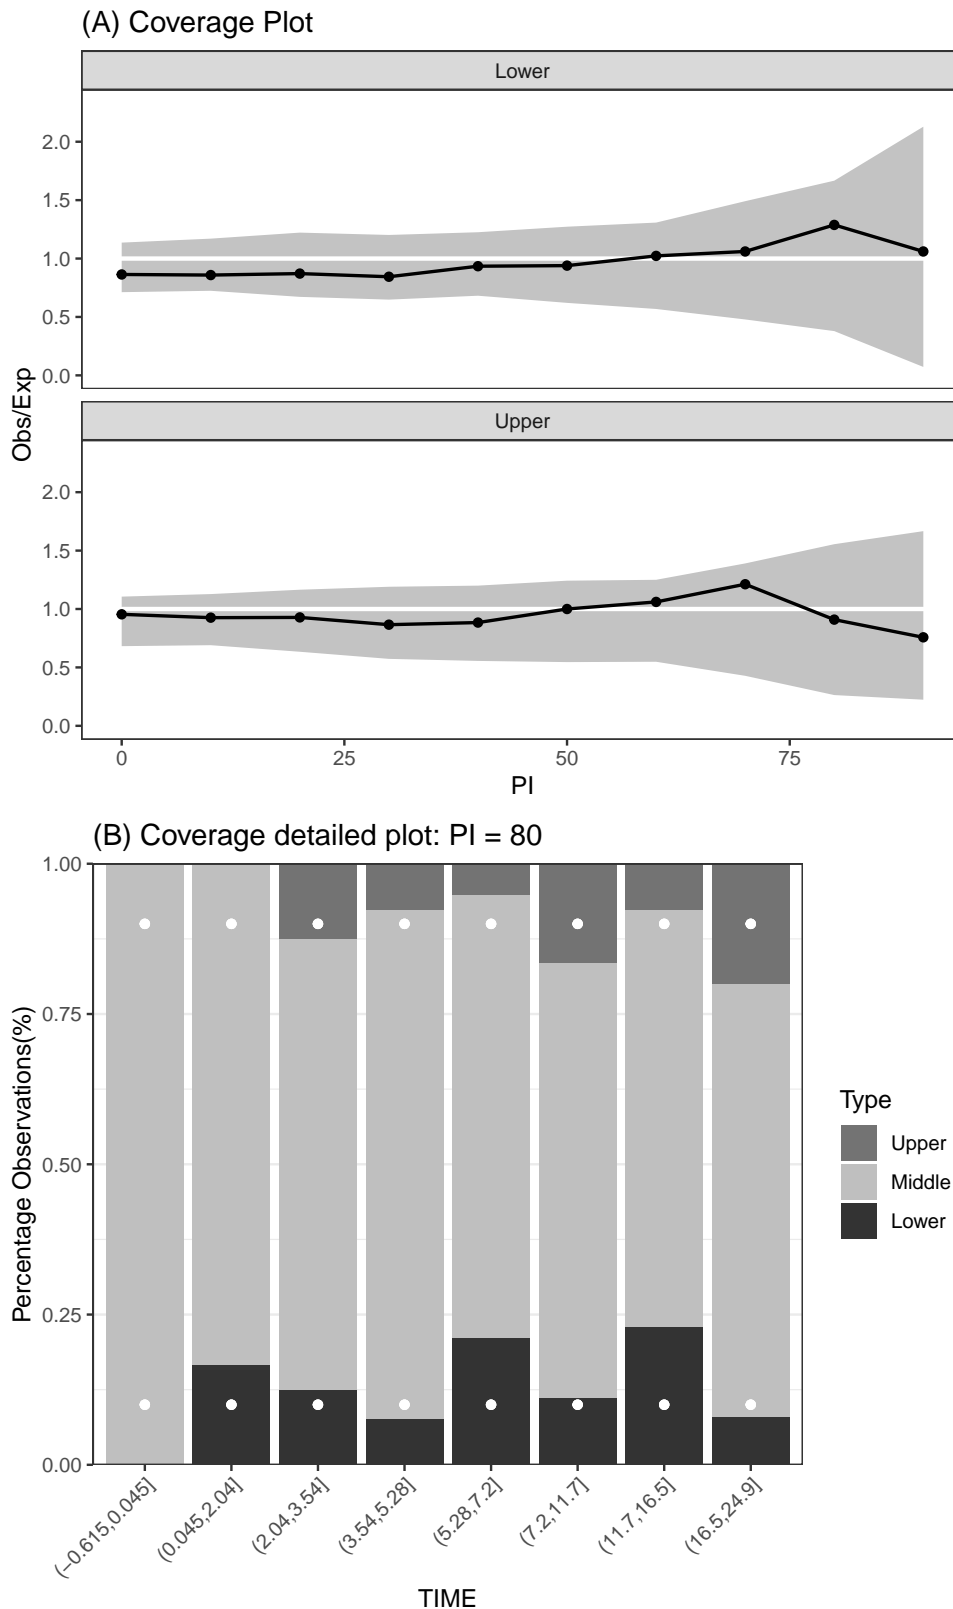 (A) Coverage Plot
Lower
2.0
1.5
1.0
0.5
0.0
Obs/Exp
Upper
2.0
1.5
1.0
0.5
0.0
0 25 50 75
PI
(B) Coverage detailed plot: PI = 80
1.00
0.75
0.50
0.25
0.00
Percentage Observations(%)
Type
Upper
Middle
Lower
(−0.615,0.045]
(0.045,2.04]
(2.04,3.54]
(3.54,5.28]
(5.28,7.2]
(7.2,11.7]
(11.7,16.5]
(16.5,24.9]
TIME